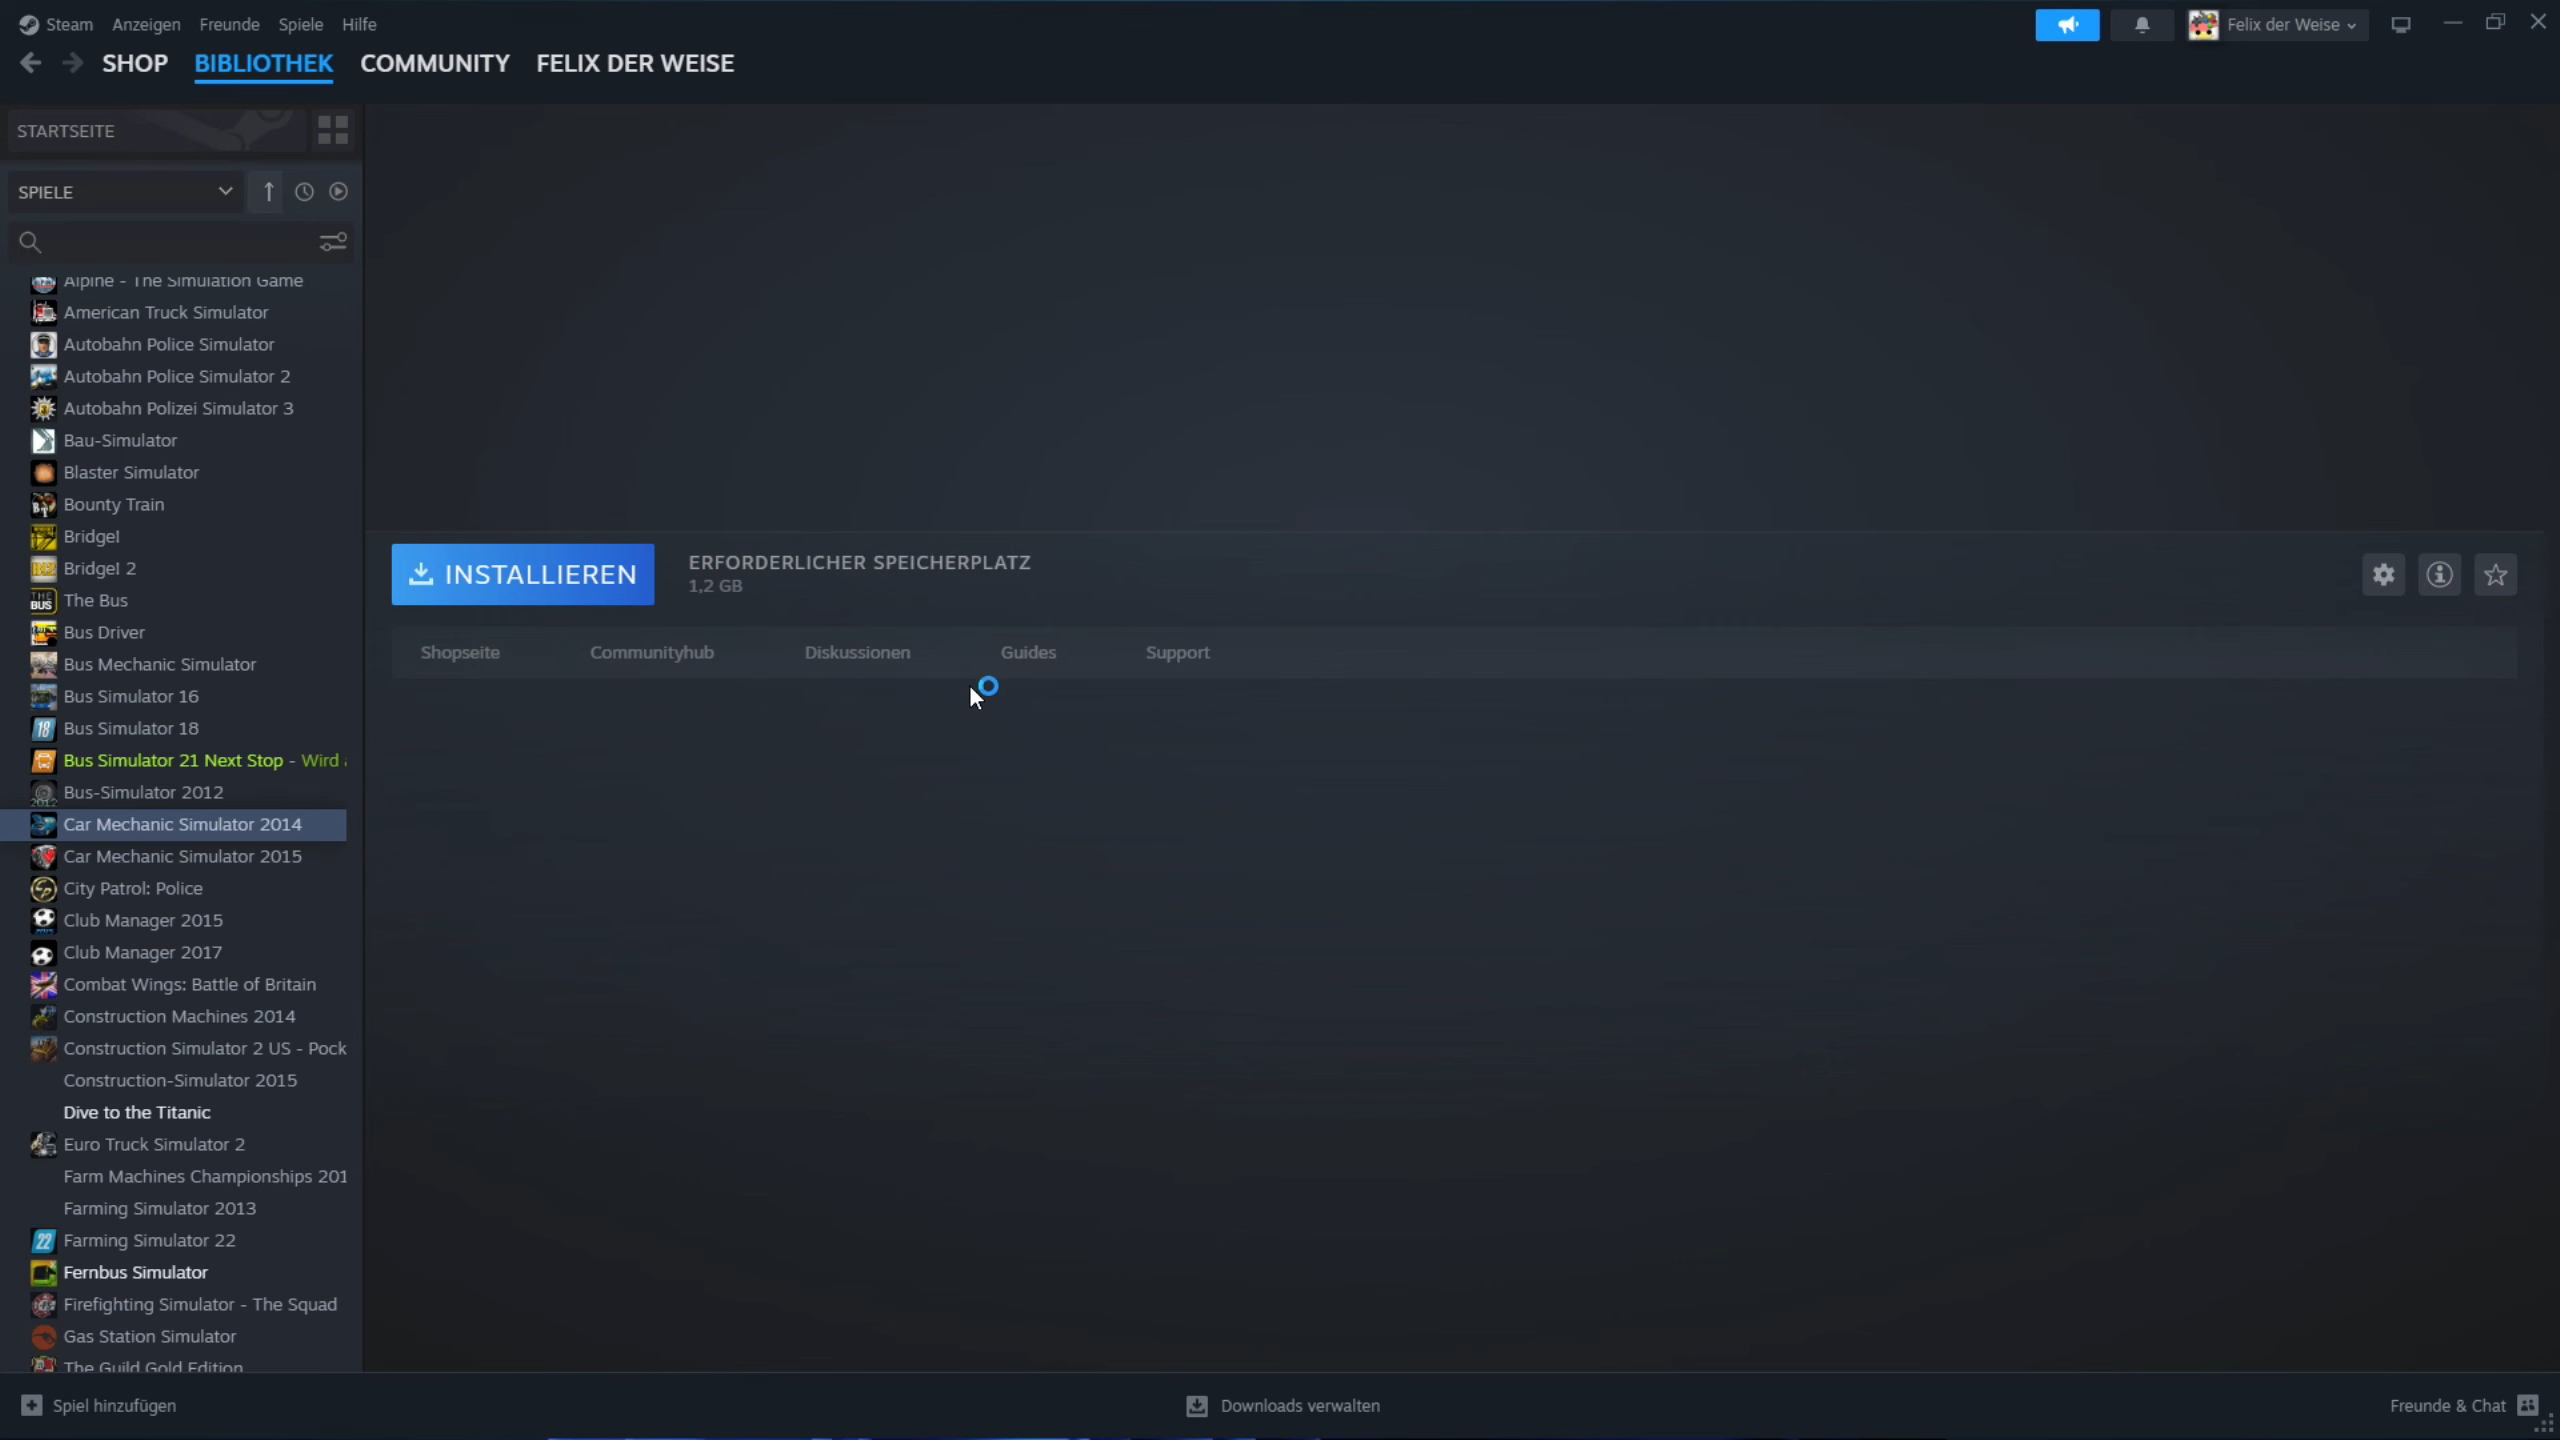 Steam Anzeigen Freunde Spiele Hilfe
Felix der Weise
SHOP BIBLIOTHEK COMMUNITY FELIX DER WEISE
STARTSEITE
SPIELE
Alpine - The Simulation Game
American Truck Simulator
Autobahn Police Simulator
Autobahn Police Simulator 2
Autobahn Polizei Simulator 3
Bau-Simulator
Blaster Simulator
Bounty Train
Bridge!
Bridge! 2
The Bus
Bus Driver
Bus Mechanic Simulator
Bus Simulator 16
Bus Simulator 18
Bus Simulator 21 Next Stop - Wird
Bus-Simulator 2012
Car Mechanic Simulator 2014
Car Mechanic Simulator 2015
City Patrol: Police
Club Manager 2015
Club Manager 2017
Combat Wings: Battle of Britain
Construction Machines 2014
Construction Simulator 2 US - Pock
Construction-Simulator 2015
Dive to the Titanic
Euro Truck Simulator 2
Farm Machines Championships 201
Farming Simulator 2013
Farming Simulator 22
Fernbus Simulator
Firefighting Simulator - The Squad
Gas Station Simulator
The Guild Gold Edition
INSTALLIEREN
ERFORDERLICHER SPEICHERPLATZ
1,2 GB
Shopseite Communityhub Diskussionen Guides Support
Spiel hinzufügen
Downloads verwalten
Freunde & Chat